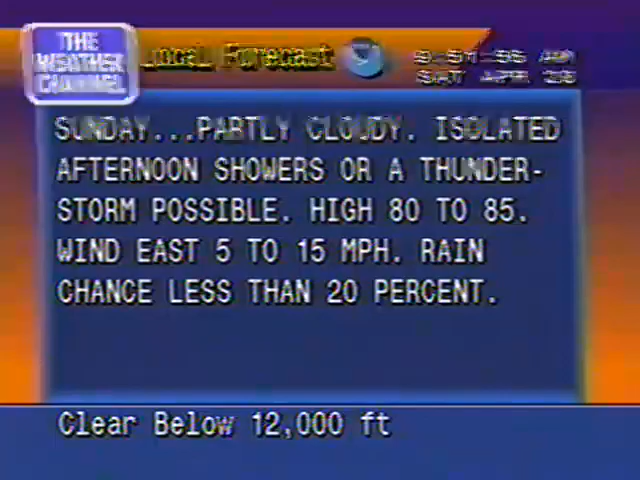 THE
WEATHER
CHANNEL
Local Forecast
SAT APR
SUNDAY...PARTLY CLOUDY. ISOLATED
AFTERNOON SHOWERS OR A THUNDER-
STORM POSSIBLE. HIGH 80 TO 85.
WIND EAST 5 TO 15 MPH. RAIN
CHANCE LESS THAN 20 PERCENT.
Clear Below 12,000 ft